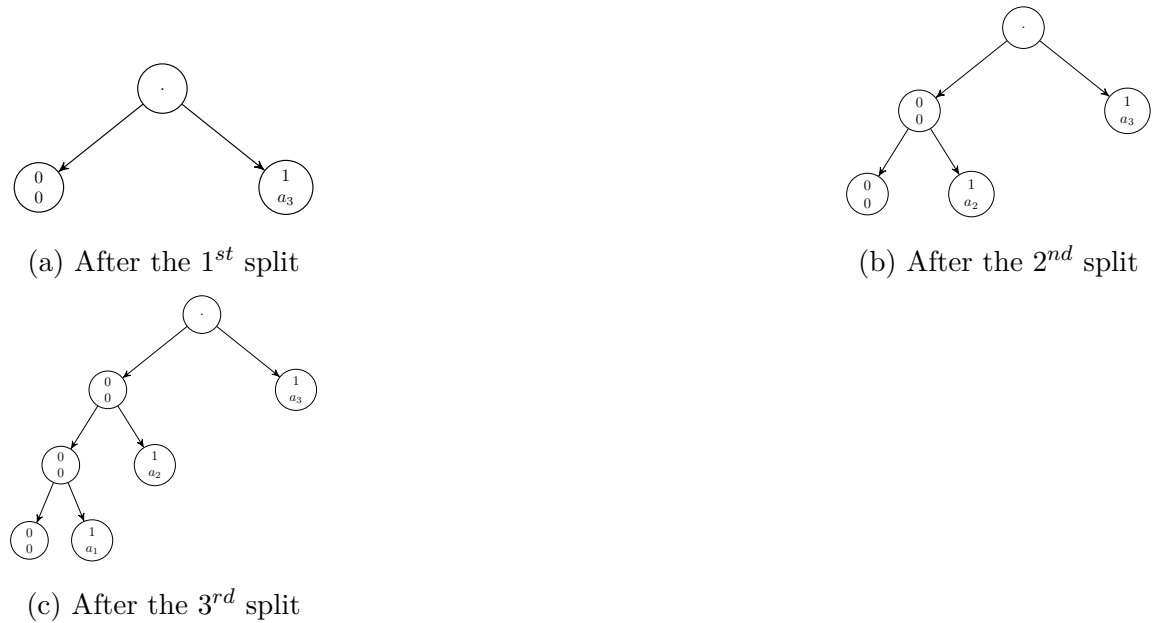 ·
0
0
1
a₃
(a) After the 1ˢᵗ split
·
0
0
1
a₃
0
0
1
a₂
(b) After the 2ⁿᵈ split
·
0
0
1
a₃
0
0
1
a₂
0
0
1
a₁
(c) After the 3ʳᵈ split